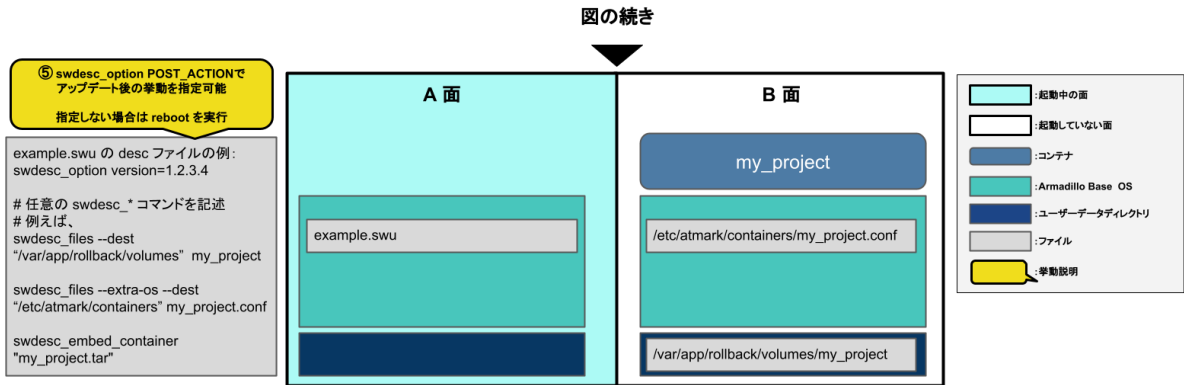 図の続き
⑤ swdesc_option POST_ACTIONで
アップデート後の挙動を指定可能
指定しない場合は reboot を実行
example.swu の desc ファイルの例：
swdesc_option version=1.2.3.4
# 任意の swdesc_* コマンドを記述
# 例えば、
swdesc_files --dest
“/var/app/rollback/volumes” my_project
swdesc_files --extra-os --dest
“/etc/atmark/containers” my_project.conf
swdesc_embed_container
"my_project.tar"
A 面
example.swu
B 面
my_project
/etc/atmark/containers/my_project.conf
/var/app/rollback/volumes/my_project
：起動中の面
：起動していない面
：コンテナ
：Armadillo Base OS
：ユーザーデータディレクトリ
：ファイル
：挙動説明